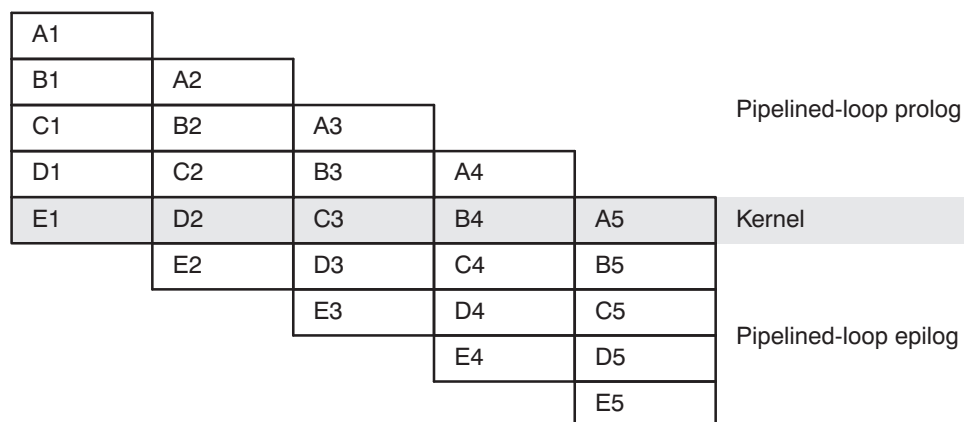 A1
B1 A2
C1 B2 A3 Pipelined-loop prolog
D1 C2 B3 A4
E1 D2 C3 B4 A5 Kernel
E2 D3 C4 B5
E3 D4 C5
E4 D5 Pipelined-loop epilog
E5